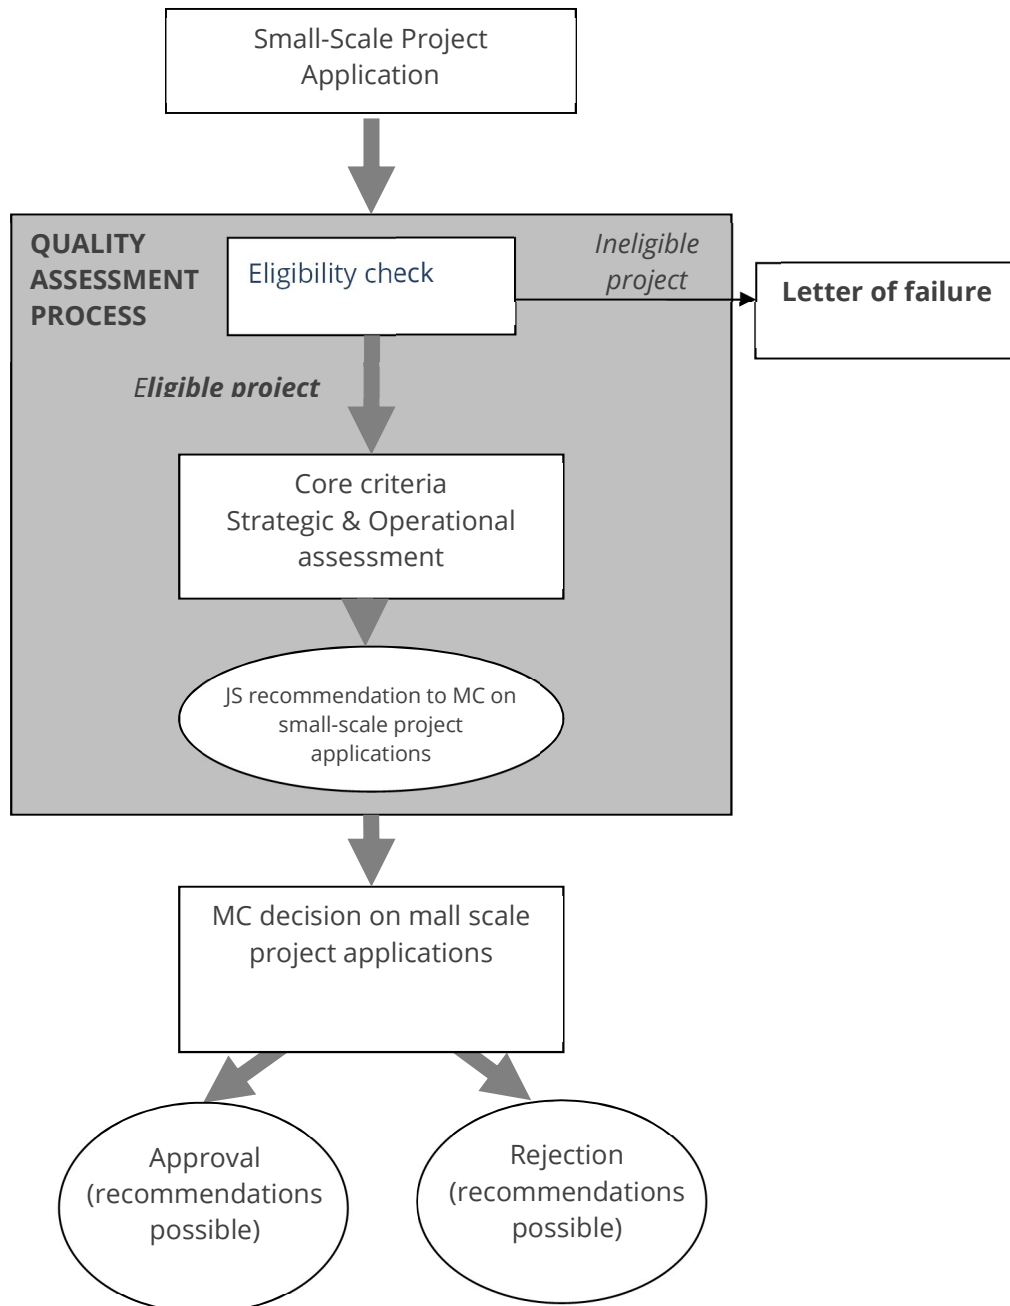 Small-Scale Project
Application
QUALITY
ASSESSMENT
PROCESS
Eligibility check
Ineligible
project
Letter of failure
Eligible project
Core criteria
Strategic & Operational
assessment
JS recommendation to MC on
small-scale project
applications
MC decision on mall scale
project applications
Approval
(recommendations
possible)
Rejection
(recommendations
possible)